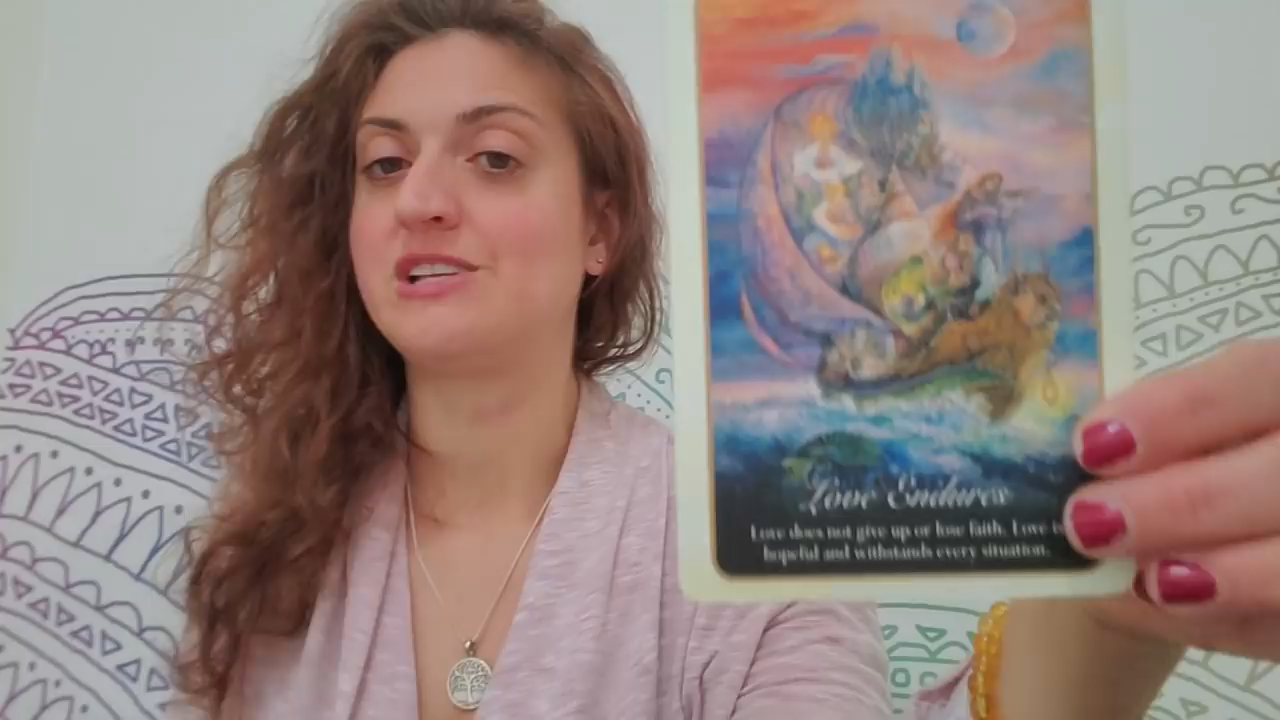 Love Endures
Love does not give up or lose faith. Love is
hopeful and withstands every situation.